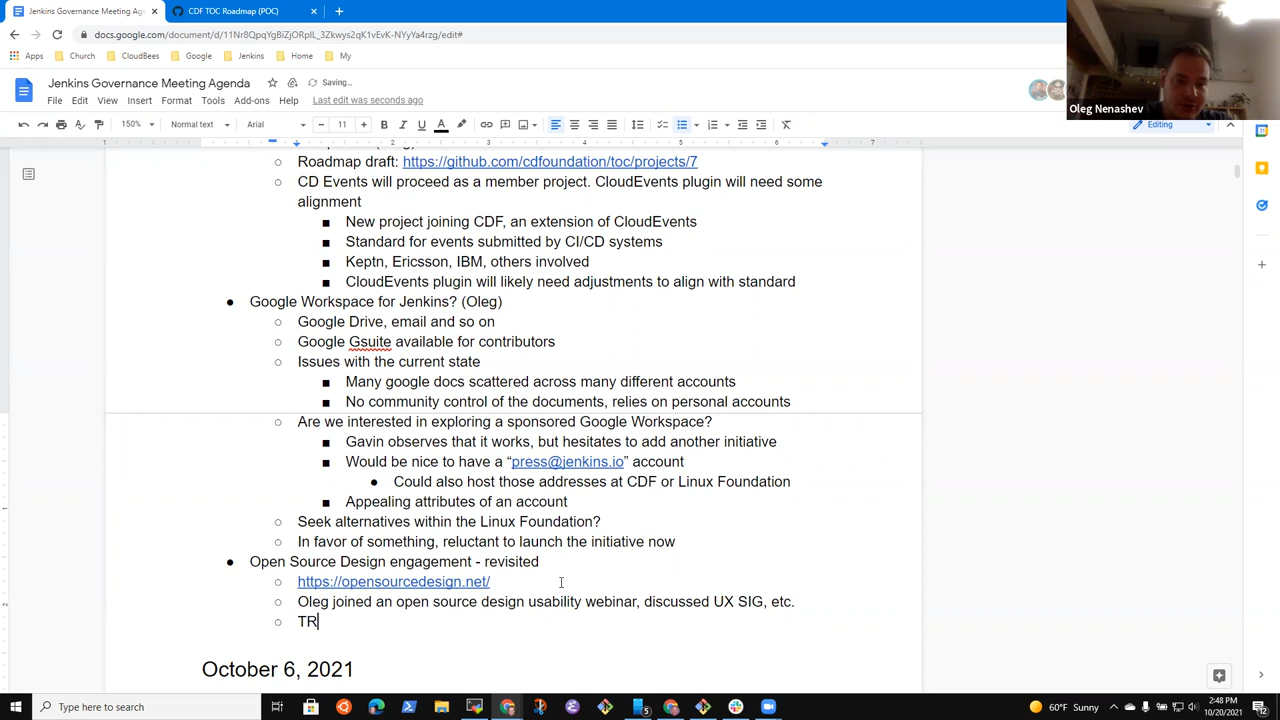 Jenkins Governance Meeting Ag
CDF TOC Roadmap (POC)
docs.google.com/document/d/11Nr8QpqYgBiZjORpIL_3Zkwys2qK1vEvK-NYyYa4rzg/edit#
Apps Church CloudBees Google Jenkins Home My
Oleg Nenashev
Jenkins Governance Meeting Agenda
Saving...
File Edit View Insert Format Tools Add-ons Help Last edit was seconds ago
150% Normal text Arial 11 Editing
1 1 2 3 4 5 6 7
Roadmap draft: https://github.com/cdfoundation/toc/projects/7
CD Events will proceed as a member project. CloudEvents plugin will need some
alignment
New project joining CDF, an extension of CloudEvents
Standard for events submitted by CI/CD systems
Keptn, Ericsson, IBM, others involved
CloudEvents plugin will likely need adjustments to align with standard
Google Workspace for Jenkins? (Oleg)
Google Drive, email and so on
Google Gsuite available for contributors
Issues with the current state
Many google docs scattered across many different accounts
No community control of the documents, relies on personal accounts
Are we interested in exploring a sponsored Google Workspace?
Gavin observes that it works, but hesitates to add another initiative
Would be nice to have a “press@jenkins.io” account
Could also host those addresses at CDF or Linux Foundation
Appealing attributes of an account
Seek alternatives within the Linux Foundation?
In favor of something, reluctant to launch the initiative now
Open Source Design engagement - revisited
https://opensourcedesign.net/
Oleg joined an open source design usability webinar, discussed UX SIG, etc.
TR
October 6, 2021
Type here to search
5
60°F Sunny
2:48 PM
10/20/2021
12